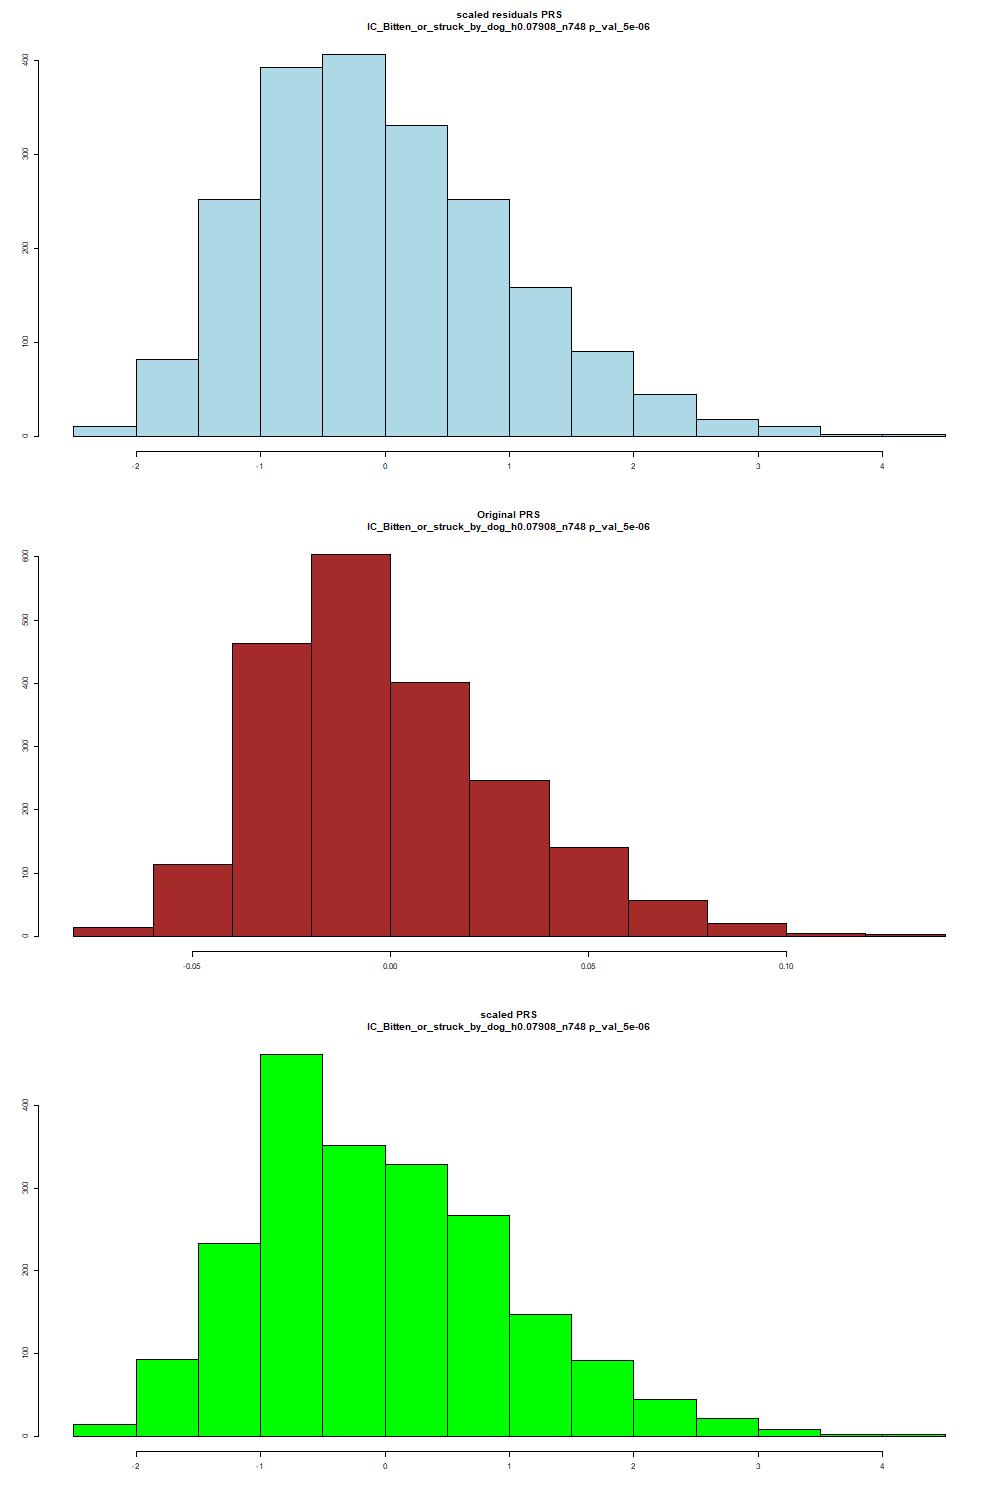 scaled residuals PRS
IC_Bitten_or_struck_by_dog_h0.07908_n748 p_val_5e-06
400
300
200
100
0
-2 -1 0 1 2 3 4
Original PRS
IC_Bitten_or_struck_by_dog_h0.07908_n748 p_val_5e-06
600
500
400
300
200
100
0
-0.05 0.00 0.05 0.10
scaled PRS
IC_Bitten_or_struck_by_dog_h0.07908_n748 p_val_5e-06
400
300
200
100
0
-2 -1 0 1 2 3 4